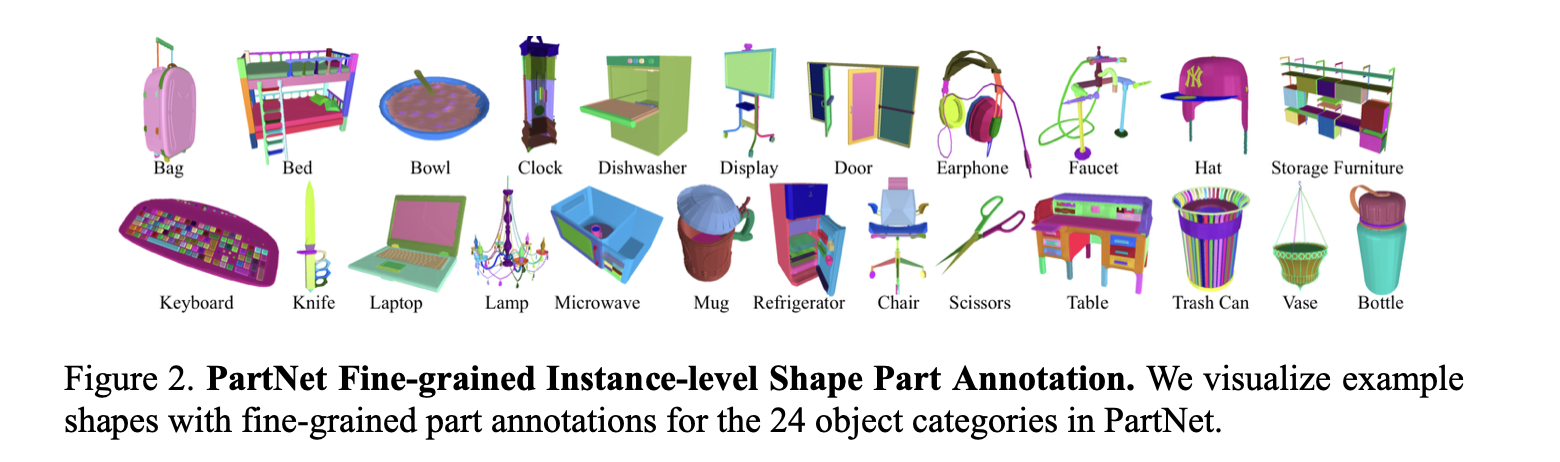 Bag Bed Bowl Clock Dishwasher Display Door Earphone Faucet Hat Storage Furniture
Keyboard Knife Laptop Lamp Microwave Mug Refrigerator Chair Scissors Table Trash Can Vase Bottle
Figure 2. PartNet Fine-grained Instance-level Shape Part Annotation. We visualize example
shapes with fine-grained part annotations for the 24 object categories in PartNet.